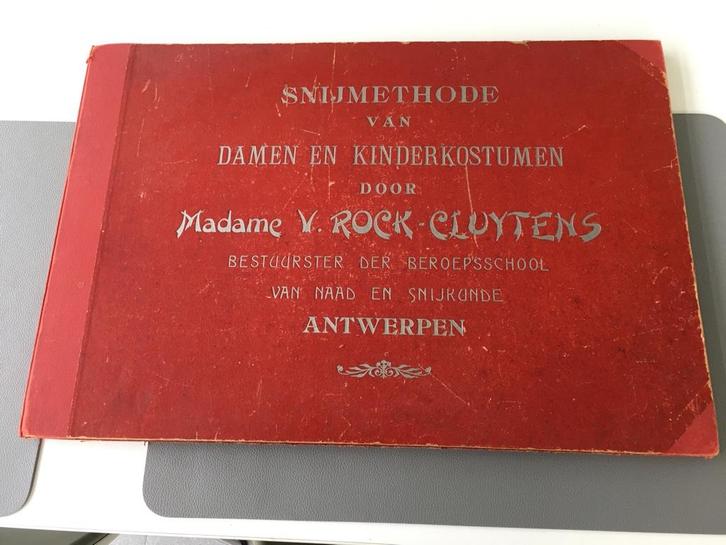 SNIJMETHODE
VAN
DAMEN EN KINDERKOSTUMEN
DOOR
Madame V. ROCK-CLUYTENS
BESTUURSTER DER BEROEPSSCHOOL
VAN NAAD EN SNIJKUNDE
ANTWERPEN